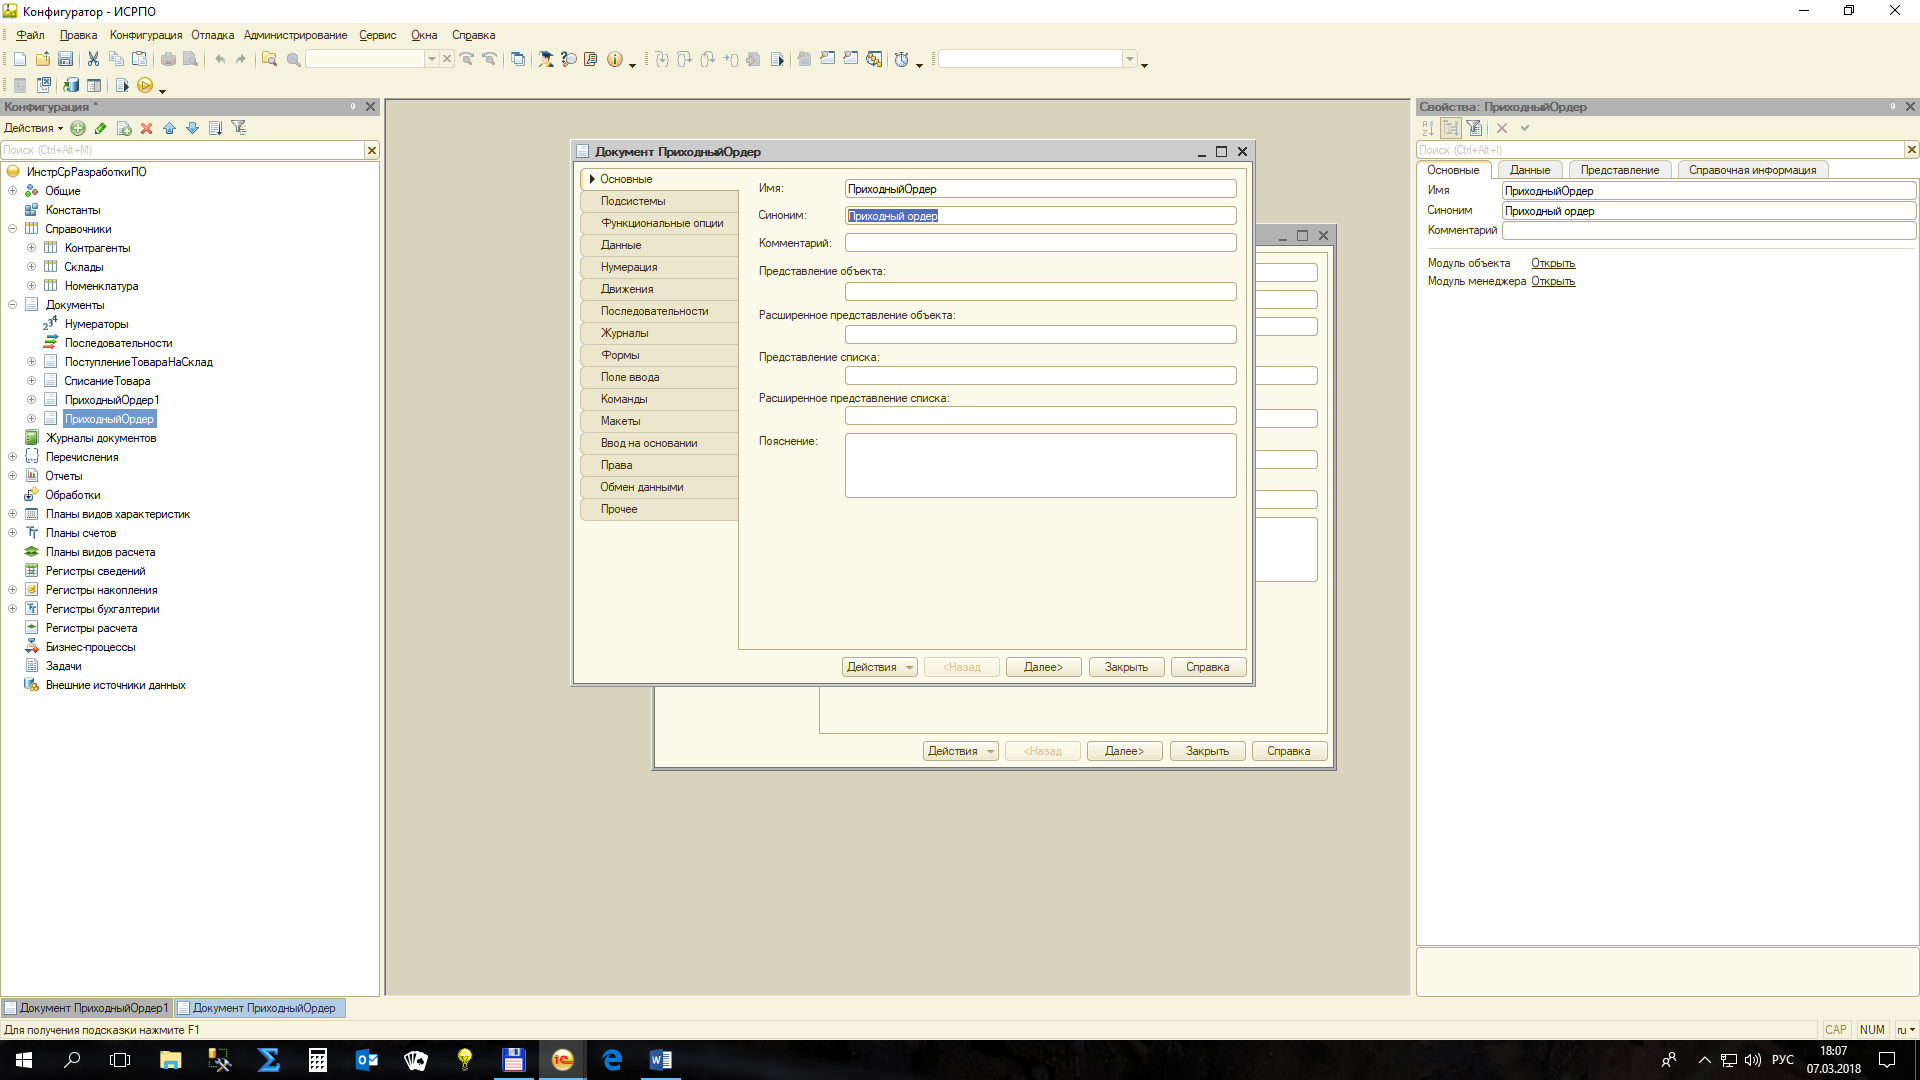 Конфигуратор - ИСРПО
Файл Правка Конфигурация Отладка Администрирование Сервис Окна Справка
Конфигурация *
Действия
Поиск (Ctrl+Alt+M)
ИнстрСрРазработкиПО
Общие
Константы
Справочники
Контрагенты
Склады
Номенклатура
Документы
Нумераторы
Последовательности
ПоступлениеТовараНаСклад
СписаниеТовара
ПриходныйОрдер1
ПриходныйОрдер
Журналы документов
Перечисления
Отчеты
Обработки
Планы видов характеристик
Планы счетов
Планы видов расчета
Регистры сведений
Регистры накопления
Регистры бухгалтерии
Регистры расчета
Бизнес-процессы
Задачи
Внешние источники данных
Документ ПриходныйОрдер
Основные
Подсистемы
Функциональные опции
Данные
Нумерация
Движения
Последовательности
Журналы
Формы
Поле ввода
Команды
Макеты
Ввод на основании
Права
Обмен данными
Прочее
Имя: ПриходныйОрдер
Синоним: Приходный ордер
Комментарий:
Представление объекта:
Расширенное представление объекта:
Представление списка:
Расширенное представление списка:
Пояснение:
Действия <Назад Далее> Закрыть Справка
Действия <Назад Далее> Закрыть Справка
Свойства: ПриходныйОрдер
Поиск (Ctrl+Alt+I)
Основные Данные Представление Справочная информация
Имя ПриходныйОрдер
Синоним Приходный ордер
Комментарий
Модуль объекта Открыть
Модуль менеджера Открыть
Документ ПриходныйОрдер1 Документ ПриходныйОрдер
Для получения подсказки нажмите F1
CAP NUM ru
РУС
18:07
07.03.2018